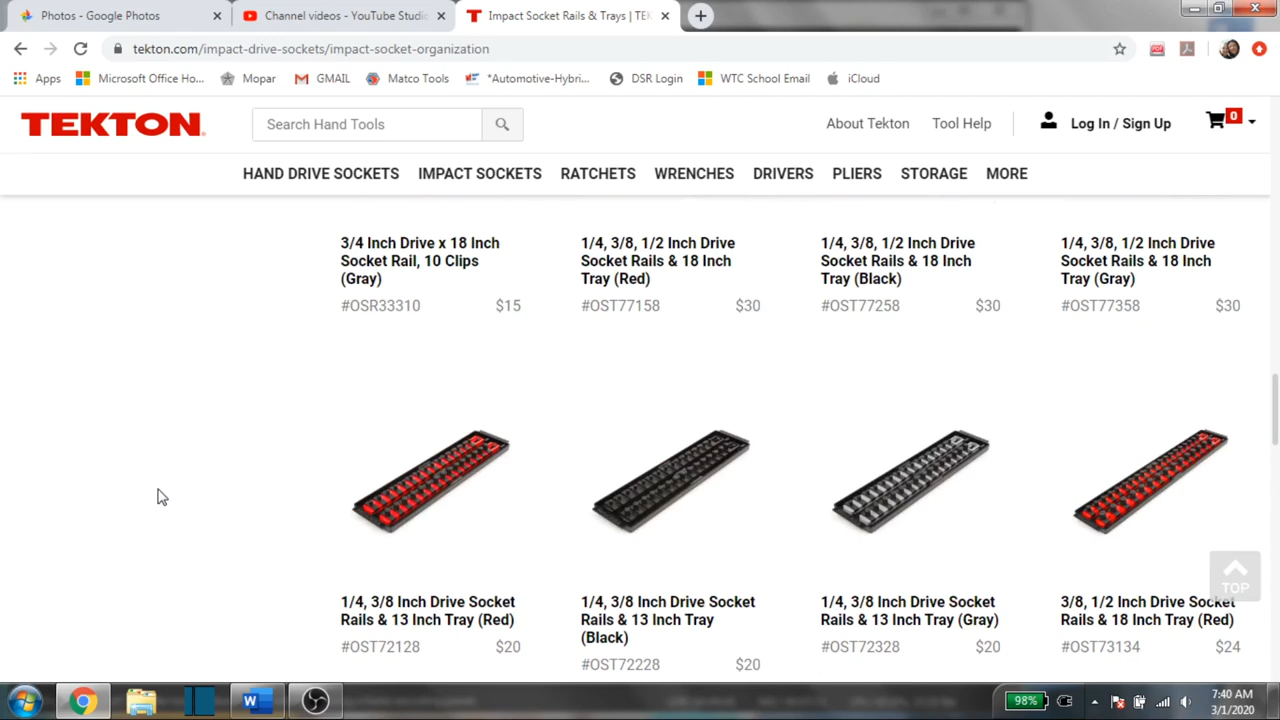 Photos - Google Photos
Channel videos - YouTube Studi
Impact Socket Rails & Trays | TEK
tekton.com/impact-drive-sockets/impact-socket-organization
Apps
Microsoft Office Ho...
Mopar
GMAIL
Matco Tools
*Automotive-Hybri...
DSR Login
WTC School Email
iCloud
TEKTON
Search Hand Tools
About Tekton
Tool Help
Log In / Sign Up
0
HAND DRIVE SOCKETS
IMPACT SOCKETS
RATCHETS
WRENCHES
DRIVERS
PLIERS
STORAGE
MORE
3/4 Inch Drive x 18 Inch
Socket Rail, 10 Clips
(Gray)
#OSR33310 $15
1/4, 3/8, 1/2 Inch Drive
Socket Rails & 18 Inch
Tray (Red)
#OST77158 $30
1/4, 3/8, 1/2 Inch Drive
Socket Rails & 18 Inch
Tray (Black)
#OST77258 $30
1/4, 3/8, 1/2 Inch Drive
Socket Rails & 18 Inch
Tray (Gray)
#OST77358 $30
1/4, 3/8 Inch Drive Socket
Rails & 13 Inch Tray (Red)
#OST72128 $20
1/4, 3/8 Inch Drive Socket
Rails & 13 Inch Tray
(Black)
#OST72228 $20
1/4, 3/8 Inch Drive Socket
Rails & 13 Inch Tray (Gray)
#OST72328 $20
3/8, 1/2 Inch Drive Socket
Rails & 18 Inch Tray (Red)
#OST73134 $24
TOP
98%
7:40 AM
3/1/2020